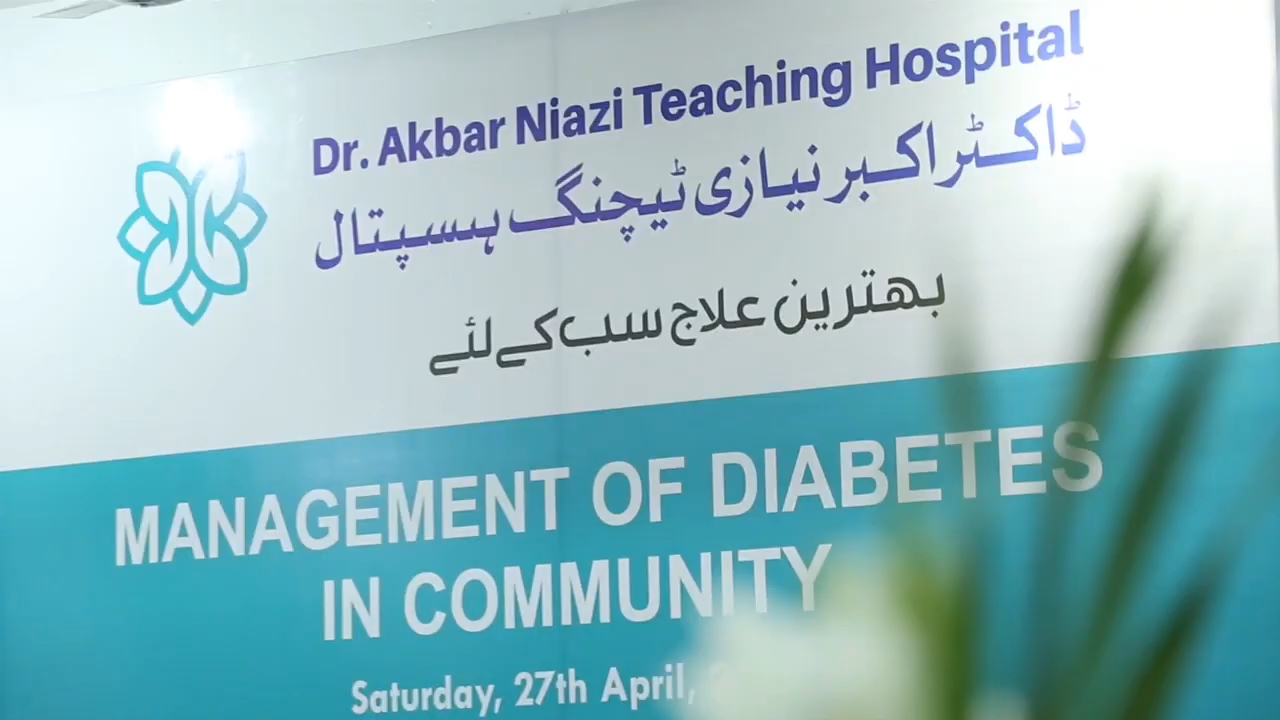 Dr. Akbar Niazi Teaching Hospital
ڈاکٹر اکبر نیازی ٹیچنگ ہسپتال
بہترین علاج سب کے لئے
MANAGEMENT OF DIABETES
IN COMMUNITY
Saturday, 27th April,